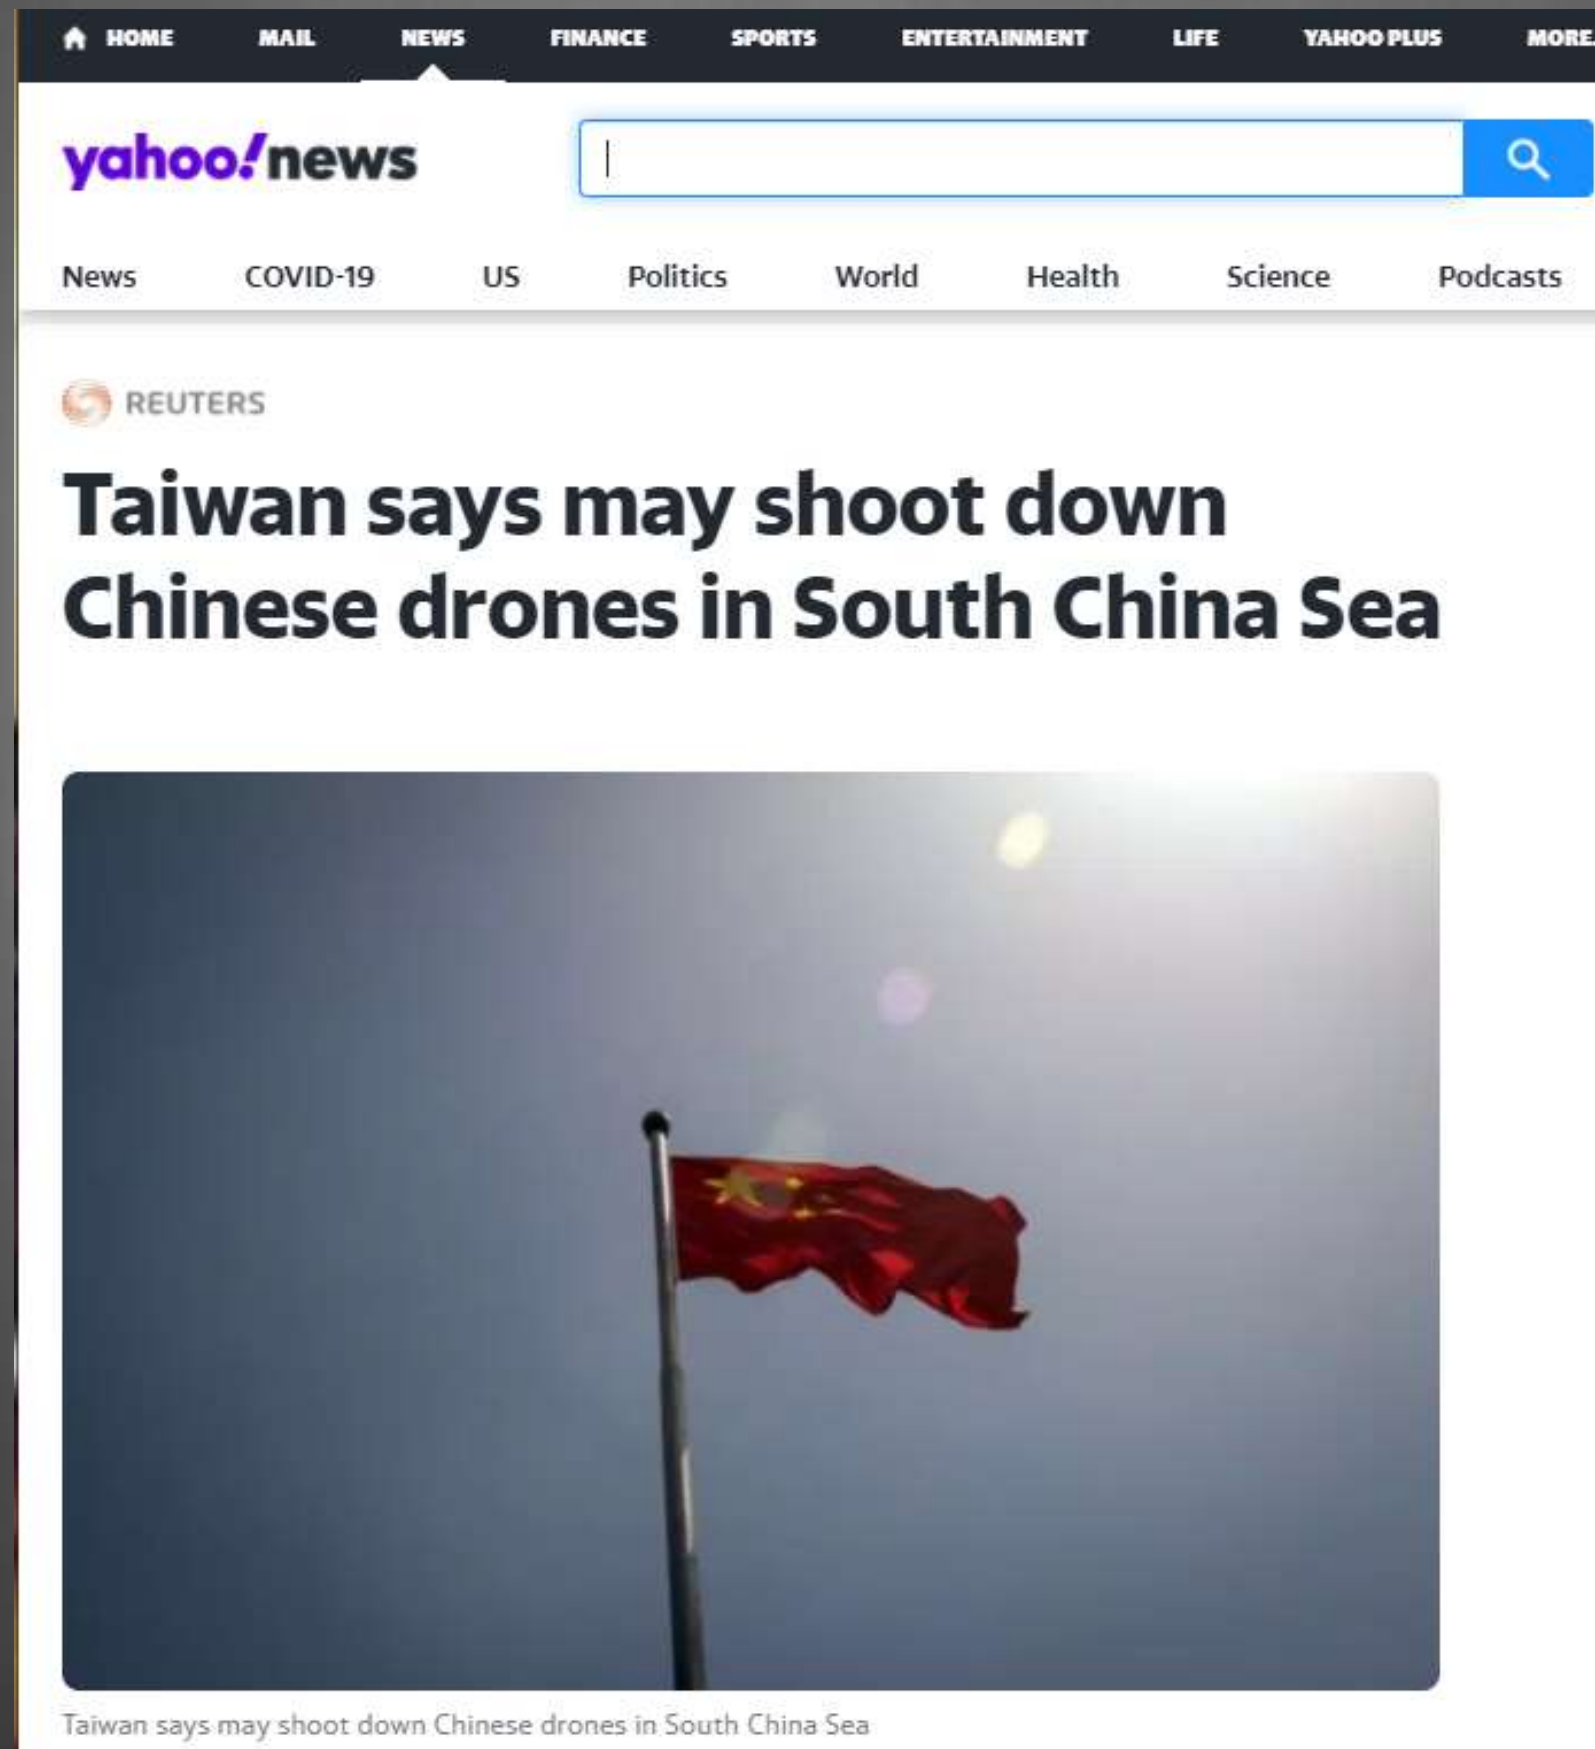 HOME MAIL NEWS FINANCE SPORTS ENTERTAINMENT LIFE YAHOO PLUS MORE
yahoo!news
News COVID-19 US Politics World Health Science Podcasts
REUTERS
Taiwan says may shoot down
Chinese drones in South China Sea
Taiwan says may shoot down Chinese drones in South China Sea